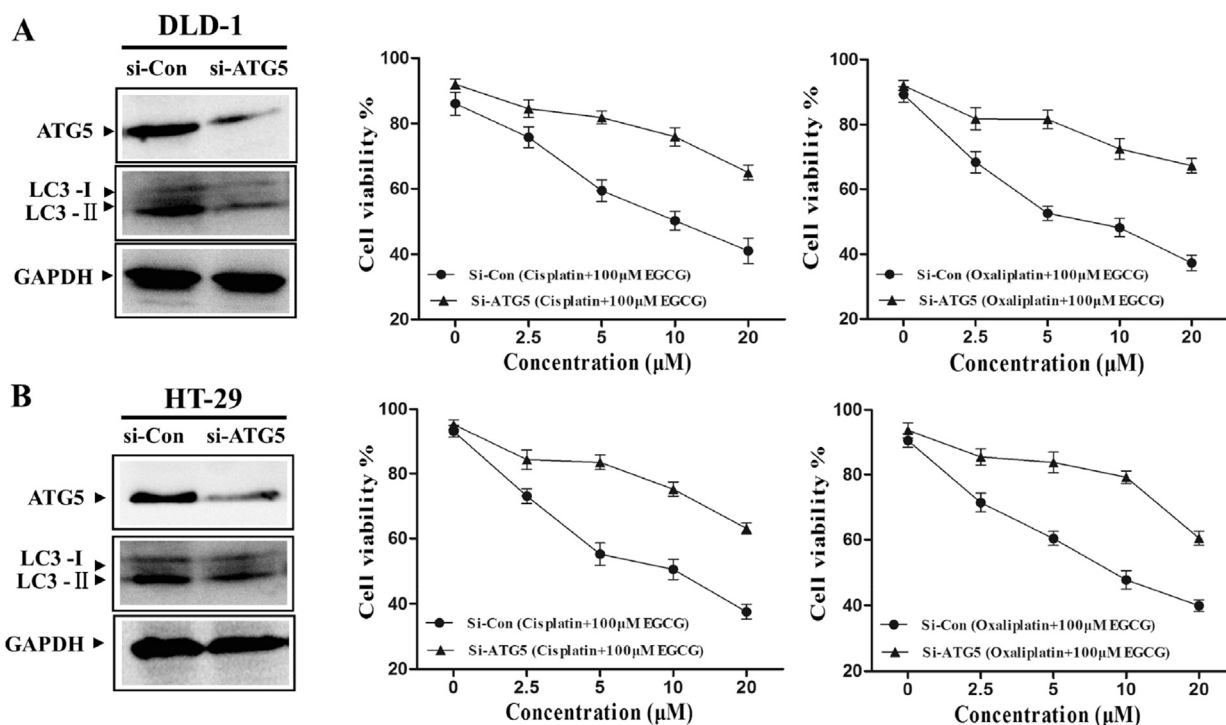 A
DLD-1
si-Con si-ATG5
ATG5
LC3 -I
LC3 -Ⅱ
GAPDH
Cell viability %
100
80
60
40
20
Si-Con (Cisplatin+100μM EGCG)
Si-ATG5 (Cisplatin+100μM EGCG)
0 2.5 5 10 20
Concentration (μM)
Cell viability %
100
80
60
40
20
Si-Con (Oxaliplatin+100μM EGCG)
Si-ATG5 (Oxaliplatin+100μM EGCG)
0 2.5 5 10 20
Concentration (μM)
B
HT-29
si-Con si-ATG5
ATG5
LC3 -I
LC3 -Ⅱ
GAPDH
Cell viability %
100
80
60
40
20
Si-Con (Cisplatin+100μM EGCG)
Si-ATG5 (Cisplatin+100μM EGCG)
0 2.5 5 10 20
Concentration (μM)
Cell viability %
100
80
60
40
20
Si-Con (Oxaliplatin+100μM EGCG)
Si-ATG5 (Oxaliplatin+100μM EGCG)
0 2.5 5 10 20
Concentration (μM)